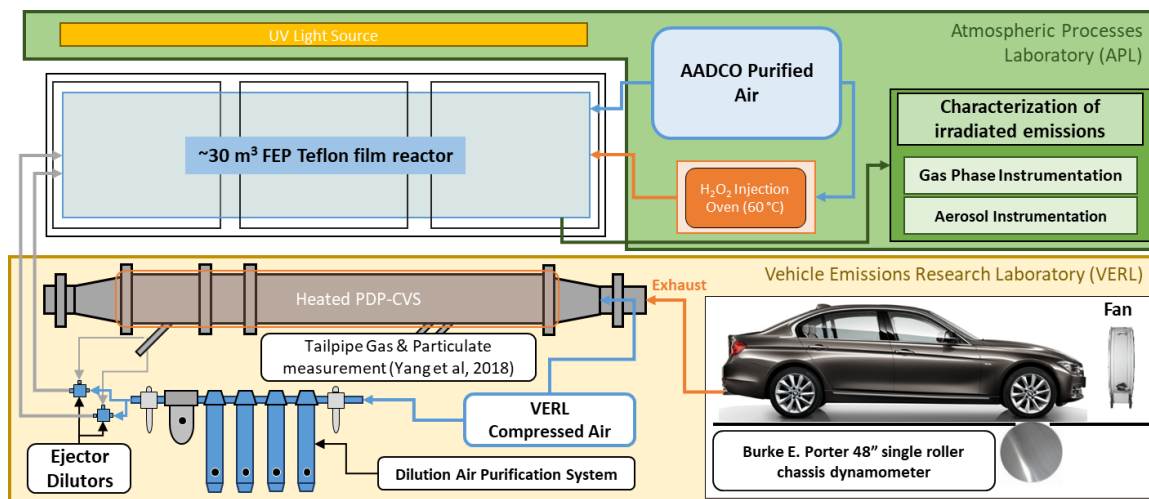 UV Light Source
Atmospheric Processes
Laboratory (APL)
AADCO Purified
Air
Characterization of
irradiated emissions
~30 m³ FEP Teflon film reactor
Gas Phase Instrumentation
H₂O₂ Injection
Oven (60 °C)
Aerosol Instrumentation
Vehicle Emissions Research Laboratory (VERL)
Exhaust
Heated PDP-CVS
Fan
Tailpipe Gas & Particulate
measurement (Yang et al, 2018)
VERL
Compressed Air
Ejector
Dilutors
Dilution Air Purification System
Burke E. Porter 48” single roller
chassis dynamometer